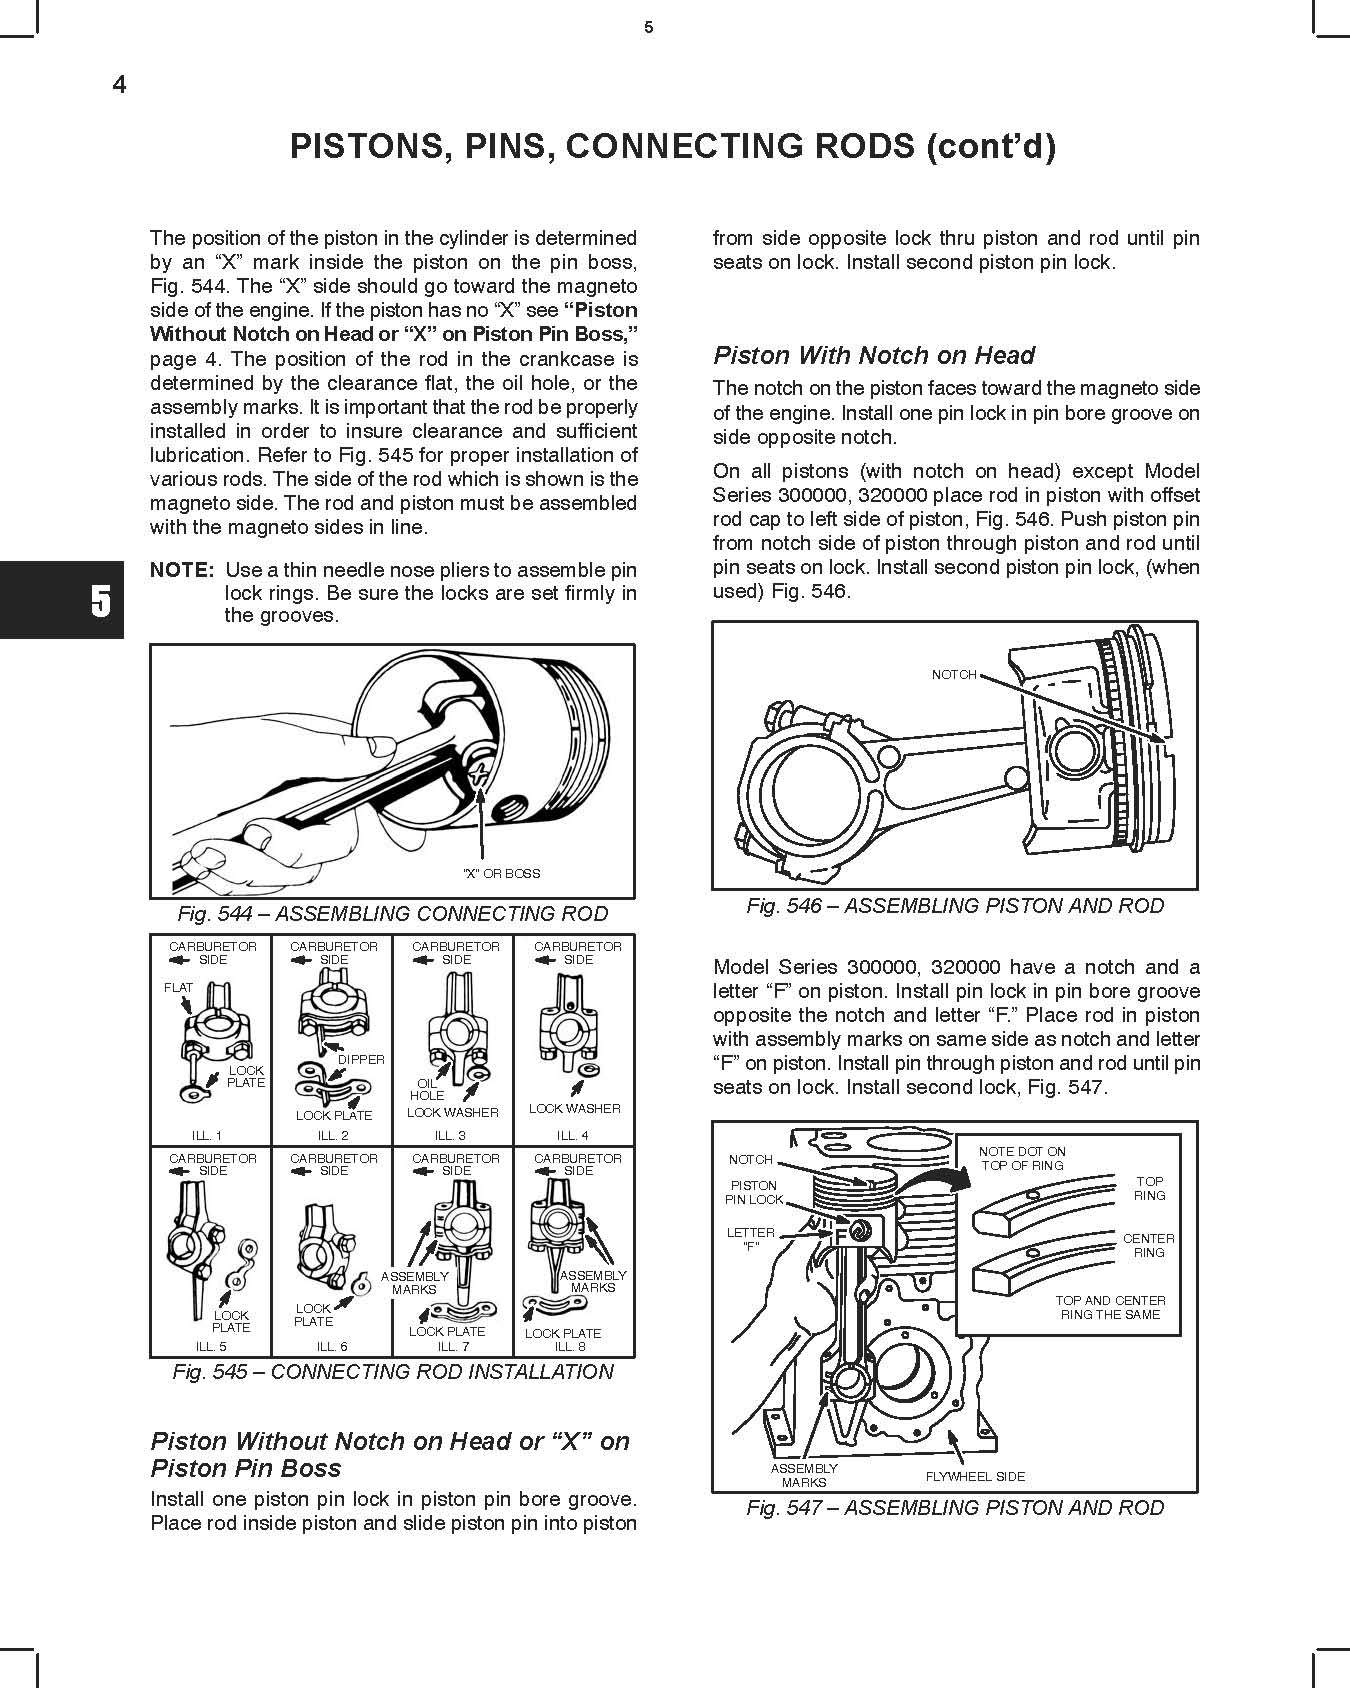 5
4
PISTONS, PINS, CONNECTING RODS (cont’d)
The position of the piston in the cylinder is determined
by an “X” mark inside the piston on the pin boss,
Fig. 544. The “X” side should go toward the magneto
side of the engine. If the piston has no “X” see “Piston
Without Notch on Head or “X” on Piston Pin Boss,”
page 4. The position of the rod in the crankcase is
determined by the clearance flat, the oil hole, or the
assembly marks. It is important that the rod be properly
installed in order to insure clearance and sufficient
lubrication. Refer to Fig. 545 for proper installation of
various rods. The side of the rod which is shown is the
magneto side. The rod and piston must be assembled
with the magneto sides in line.
NOTE: Use a thin needle nose pliers to assemble pin
lock rings. Be sure the locks are set firmly in
the grooves.
5
"X" OR BOSS
Fig. 544 – ASSEMBLING CONNECTING ROD
CARBURETOR
SIDE
FLAT
LOCK
PLATE
ILL. 1
CARBURETOR
SIDE
DIPPER
LOCK PLATE
ILL. 2
CARBURETOR
SIDE
OIL
HOLE
LOCK WASHER
ILL. 3
CARBURETOR
SIDE
LOCK WASHER
ILL. 4
CARBURETOR
SIDE
LOCK
PLATE
ILL. 5
CARBURETOR
SIDE
LOCK
PLATE
ILL. 6
CARBURETOR
SIDE
ASSEMBLY
MARKS
LOCK PLATE
ILL. 7
CARBURETOR
SIDE
ASSEMBLY
MARKS
LOCK PLATE
ILL. 8
Fig. 545 – CONNECTING ROD INSTALLATION
Piston Without Notch on Head or “X” on
Piston Pin Boss
Install one piston pin lock in piston pin bore groove.
Place rod inside piston and slide piston pin into piston
from side opposite lock thru piston and rod until pin
seats on lock. Install second piston pin lock.
Piston With Notch on Head
The notch on the piston faces toward the magneto side
of the engine. Install one pin lock in pin bore groove on
side opposite notch.
On all pistons (with notch on head) except Model
Series 300000, 320000 place rod in piston with offset
rod cap to left side of piston, Fig. 546. Push piston pin
from notch side of piston through piston and rod until
pin seats on lock. Install second piston pin lock, (when
used) Fig. 546.
NOTCH
Fig. 546 – ASSEMBLING PISTON AND ROD
Model Series 300000, 320000 have a notch and a
letter “F” on piston. Install pin lock in pin bore groove
opposite the notch and letter “F.” Place rod in piston
with assembly marks on same side as notch and letter
“F” on piston. Install pin through piston and rod until pin
seats on lock. Install second lock, Fig. 547.
NOTCH
PISTON
PIN LOCK
LETTER
"F"
F
NOTE DOT ON
TOP OF RING
TOP
RING
CENTER
RING
TOP AND CENTER
RING THE SAME
ASSEMBLY
MARKS
FLYWHEEL SIDE
Fig. 547 – ASSEMBLING PISTON AND ROD